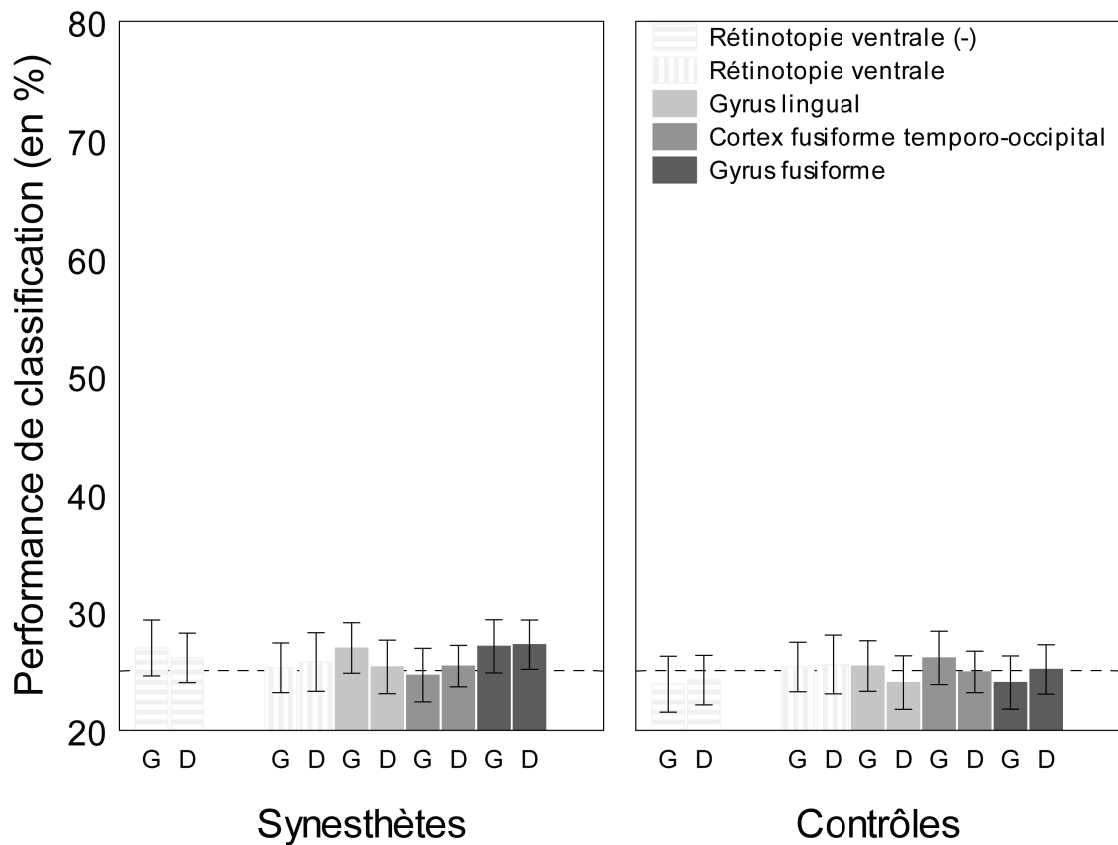 Performance de classification (en %)
80
70
60
50
40
30
20
Rétinotopie ventrale (-)
Rétinotopie ventrale
Gyrus lingual
Cortex fusiforme temporo-occipital
Gyrus fusiforme
G D G D G D G D G D
G D G D G D G D G D
Synesthètes
Contrôles